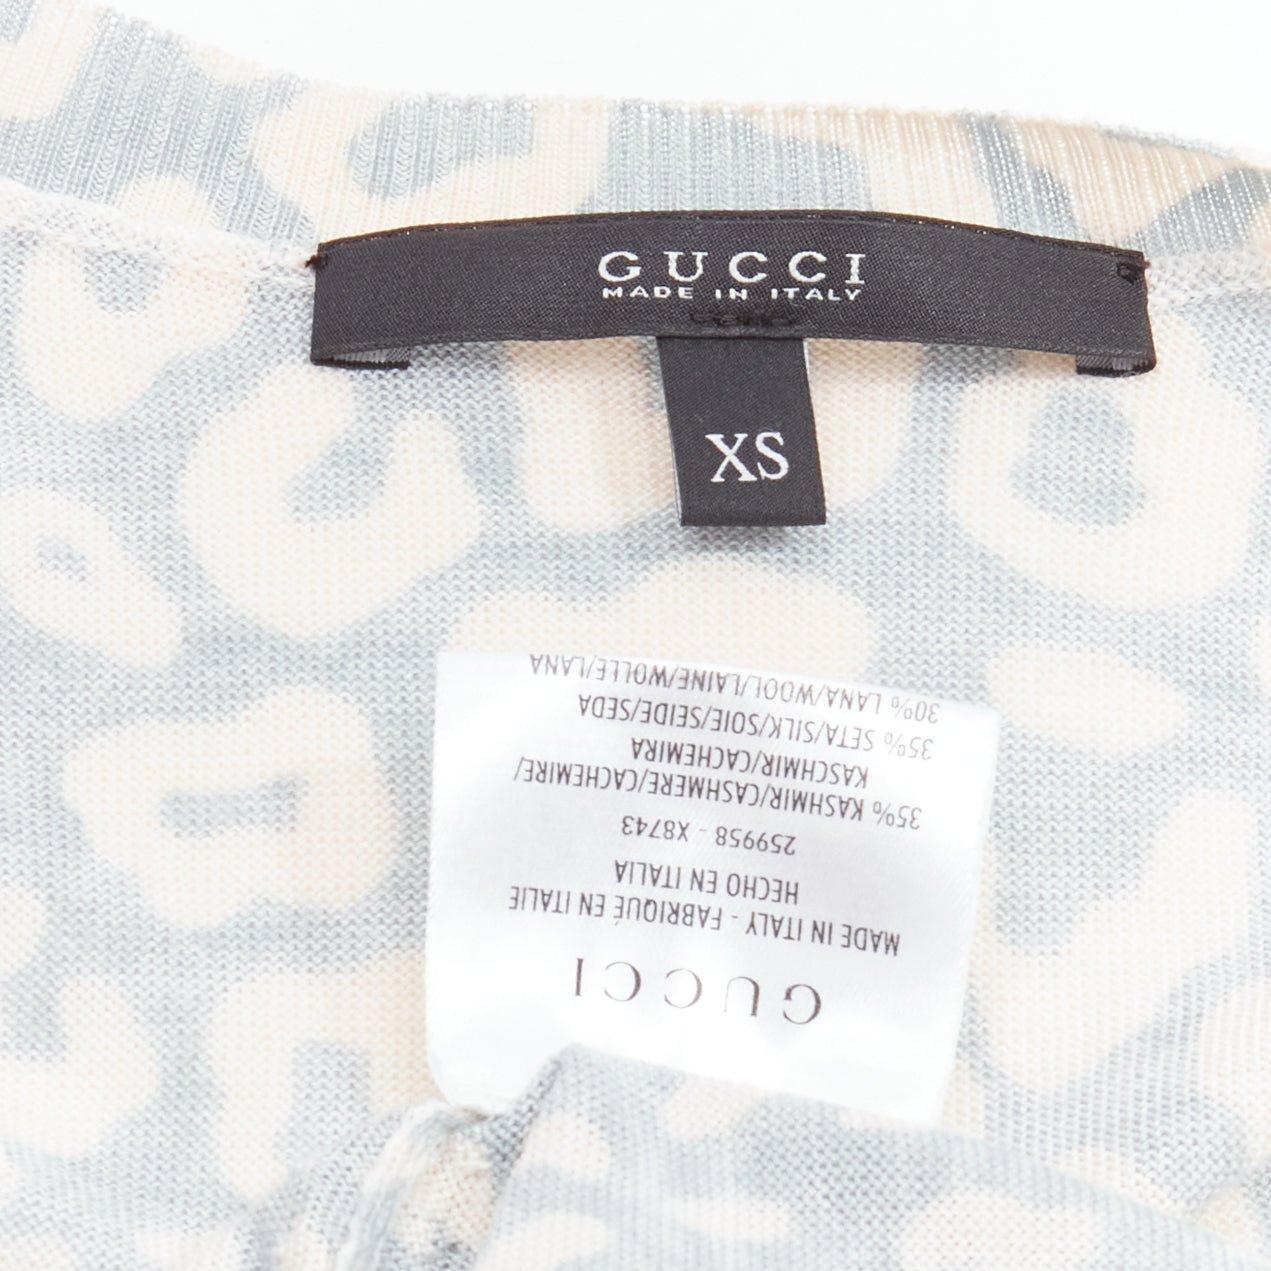 GUCCI
MADE IN ITALY
XS
GUCCI
MADE IN ITALY - FABRIQUÉ EN ITALIE
HECHO EN ITALIA
259958 - X8743
35% KASHMIR/CASHMERE/CACHEMIRE/
KASCHMIR/CACHEMIRA
35% SETA/SILK/SOIE/SEIDE/SEDA
30% LANA/WOOL/LAINE/WOLLE/LANA